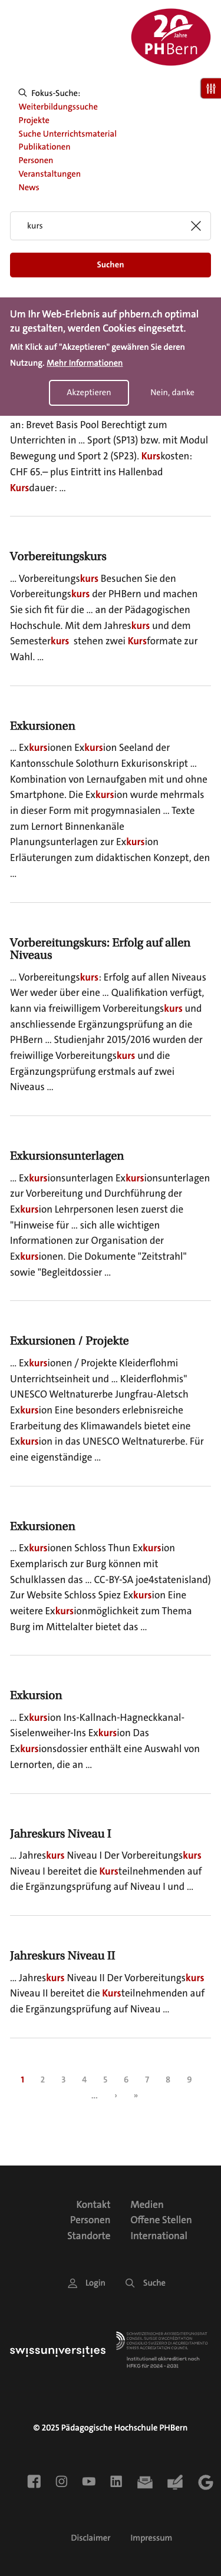 20
Jahre
PHBern
Fokus-Suche:
Weiterbildungssuche
Projekte
Suche Unterrichtsmaterial
Publikationen
Personen
Veranstaltungen
News
kurs
Suchen
Um Ihr Web-Erlebnis auf phbern.ch optimal
zu gestalten, werden Cookies eingesetzt.
Mit Klick auf "Akzeptieren" gewähren Sie deren
Nutzung. Mehr Informationen
Akzeptieren
Nein, danke
an: Brevet Basis Pool Berechtigt zum
Unterrichten in ... Sport (SP13) bzw. mit Modul
Bewegung und Sport 2 (SP23). Kurskosten:
CHF 65.– plus Eintritt ins Hallenbad
Kursdauer: ...
Vorbereitungskurs
... Vorbereitungskurs Besuchen Sie den
Vorbereitungskurs der PHBern und machen
Sie sich fit für die ... an der Pädagogischen
Hochschule. Mit dem Jahreskurs und dem
Semesterkurs stehen zwei Kursformate zur
Wahl. ...
Exkursionen
... Exkursionen Exkursion Seeland der
Kantonsschule Solothurn Exkurisonskript ...
Kombination von Lernaufgaben mit und ohne
Smartphone. Die Exkursion wurde mehrmals
in dieser Form mit progymnasialen ... Texte
zum Lernort Binnenkanäle
Planungsunterlagen zur Exkursion
Erläuterungen zum didaktischen Konzept, den
...
Vorbereitungskurs: Erfolg auf allen
Niveaus
... Vorbereitungskurs: Erfolg auf allen Niveaus
Wer weder über eine ... Qualifikation verfügt,
kann via freiwilligen Vorbereitungskurs und
anschliessende Ergänzungsprüfung an die
PHBern ... Studienjahr 2015/2016 wurden der
freiwillige Vorbereitungskurs und die
Ergänzungsprüfung erstmals auf zwei
Niveaus ...
Exkursionsunterlagen
... Exkursionsunterlagen Exkursionsunterlagen
zur Vorbereitung und Durchführung der
Exkursion Lehrpersonen lesen zuerst die
"Hinweise für ... sich alle wichtigen
Informationen zur Organisation der
Exkursionen. Die Dokumente "Zeitstrahl"
sowie "Begleitdossier ...
Exkursionen / Projekte
... Exkursionen / Projekte Kleiderflohmi
Unterrichtseinheit und ... Kleiderflohmis"
UNESCO Weltnaturerbe Jungfrau-Aletsch
Exkursion Eine besonders erlebnisreiche
Erarbeitung des Klimawandels bietet eine
Exkursion in das UNESCO Weltnaturerbe. Für
eine eigenständige ...
Exkursionen
... Exkursionen Schloss Thun Exkursion
Exemplarisch zur Burg können mit
Schulklassen das ... CC-BY-SA joe4statenisland)
Zur Website Schloss Spiez Exkursion Eine
weitere Exkursionmöglichkeit zum Thema
Burg im Mittelalter bietet das ...
Exkursion
... Exkursion Ins-Kallnach-Hagneckkanal-
Siselenweiher-Ins Exkursion Das
Exkursionsdossier enthält eine Auswahl von
Lernorten, die an ...
Jahreskurs Niveau I
... Jahreskurs Niveau I Der Vorbereitungskurs
Niveau I bereitet die Kursteilnehmenden auf
die Ergänzungsprüfung auf Niveau I und ...
Jahreskurs Niveau II
... Jahreskurs Niveau II Der Vorbereitungskurs
Niveau II bereitet die Kursteilnehmenden auf
die Ergänzungsprüfung auf Niveau ...
1 2 3 4 5 6 7 8 9
... › »
Kontakt Medien
Personen Offene Stellen
Standorte International
Login Suche
swissuniversities
Institutionell akkreditiert nach
HFKG für 2024 - 2031
© 2025 Pädagogische Hochschule PHBern
Disclaimer Impressum